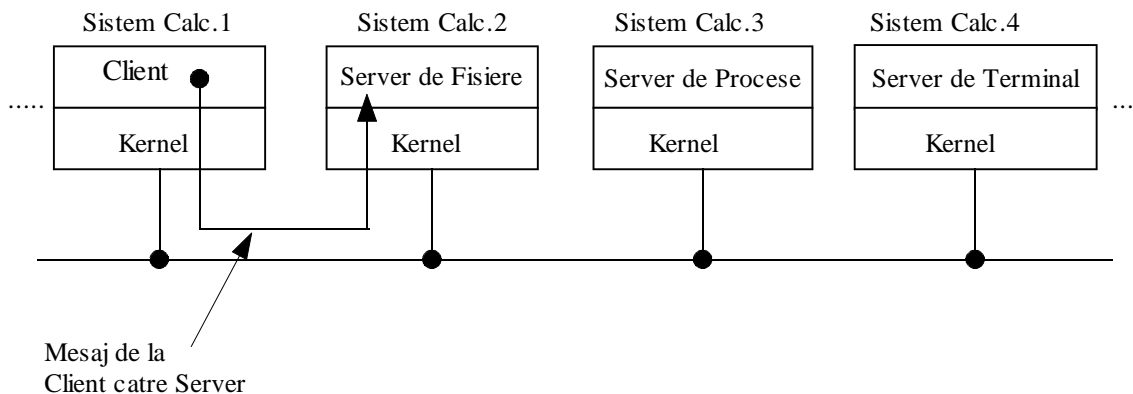 Sistem Calc.1
Sistem Calc.2
Sistem Calc.3
Sistem Calc.4
Client
Server de Fisiere
Server de Procese
Server de Terminal
.....
...
Kernel
Kernel
Kernel
Kernel
Mesaj de la
Client catre Server